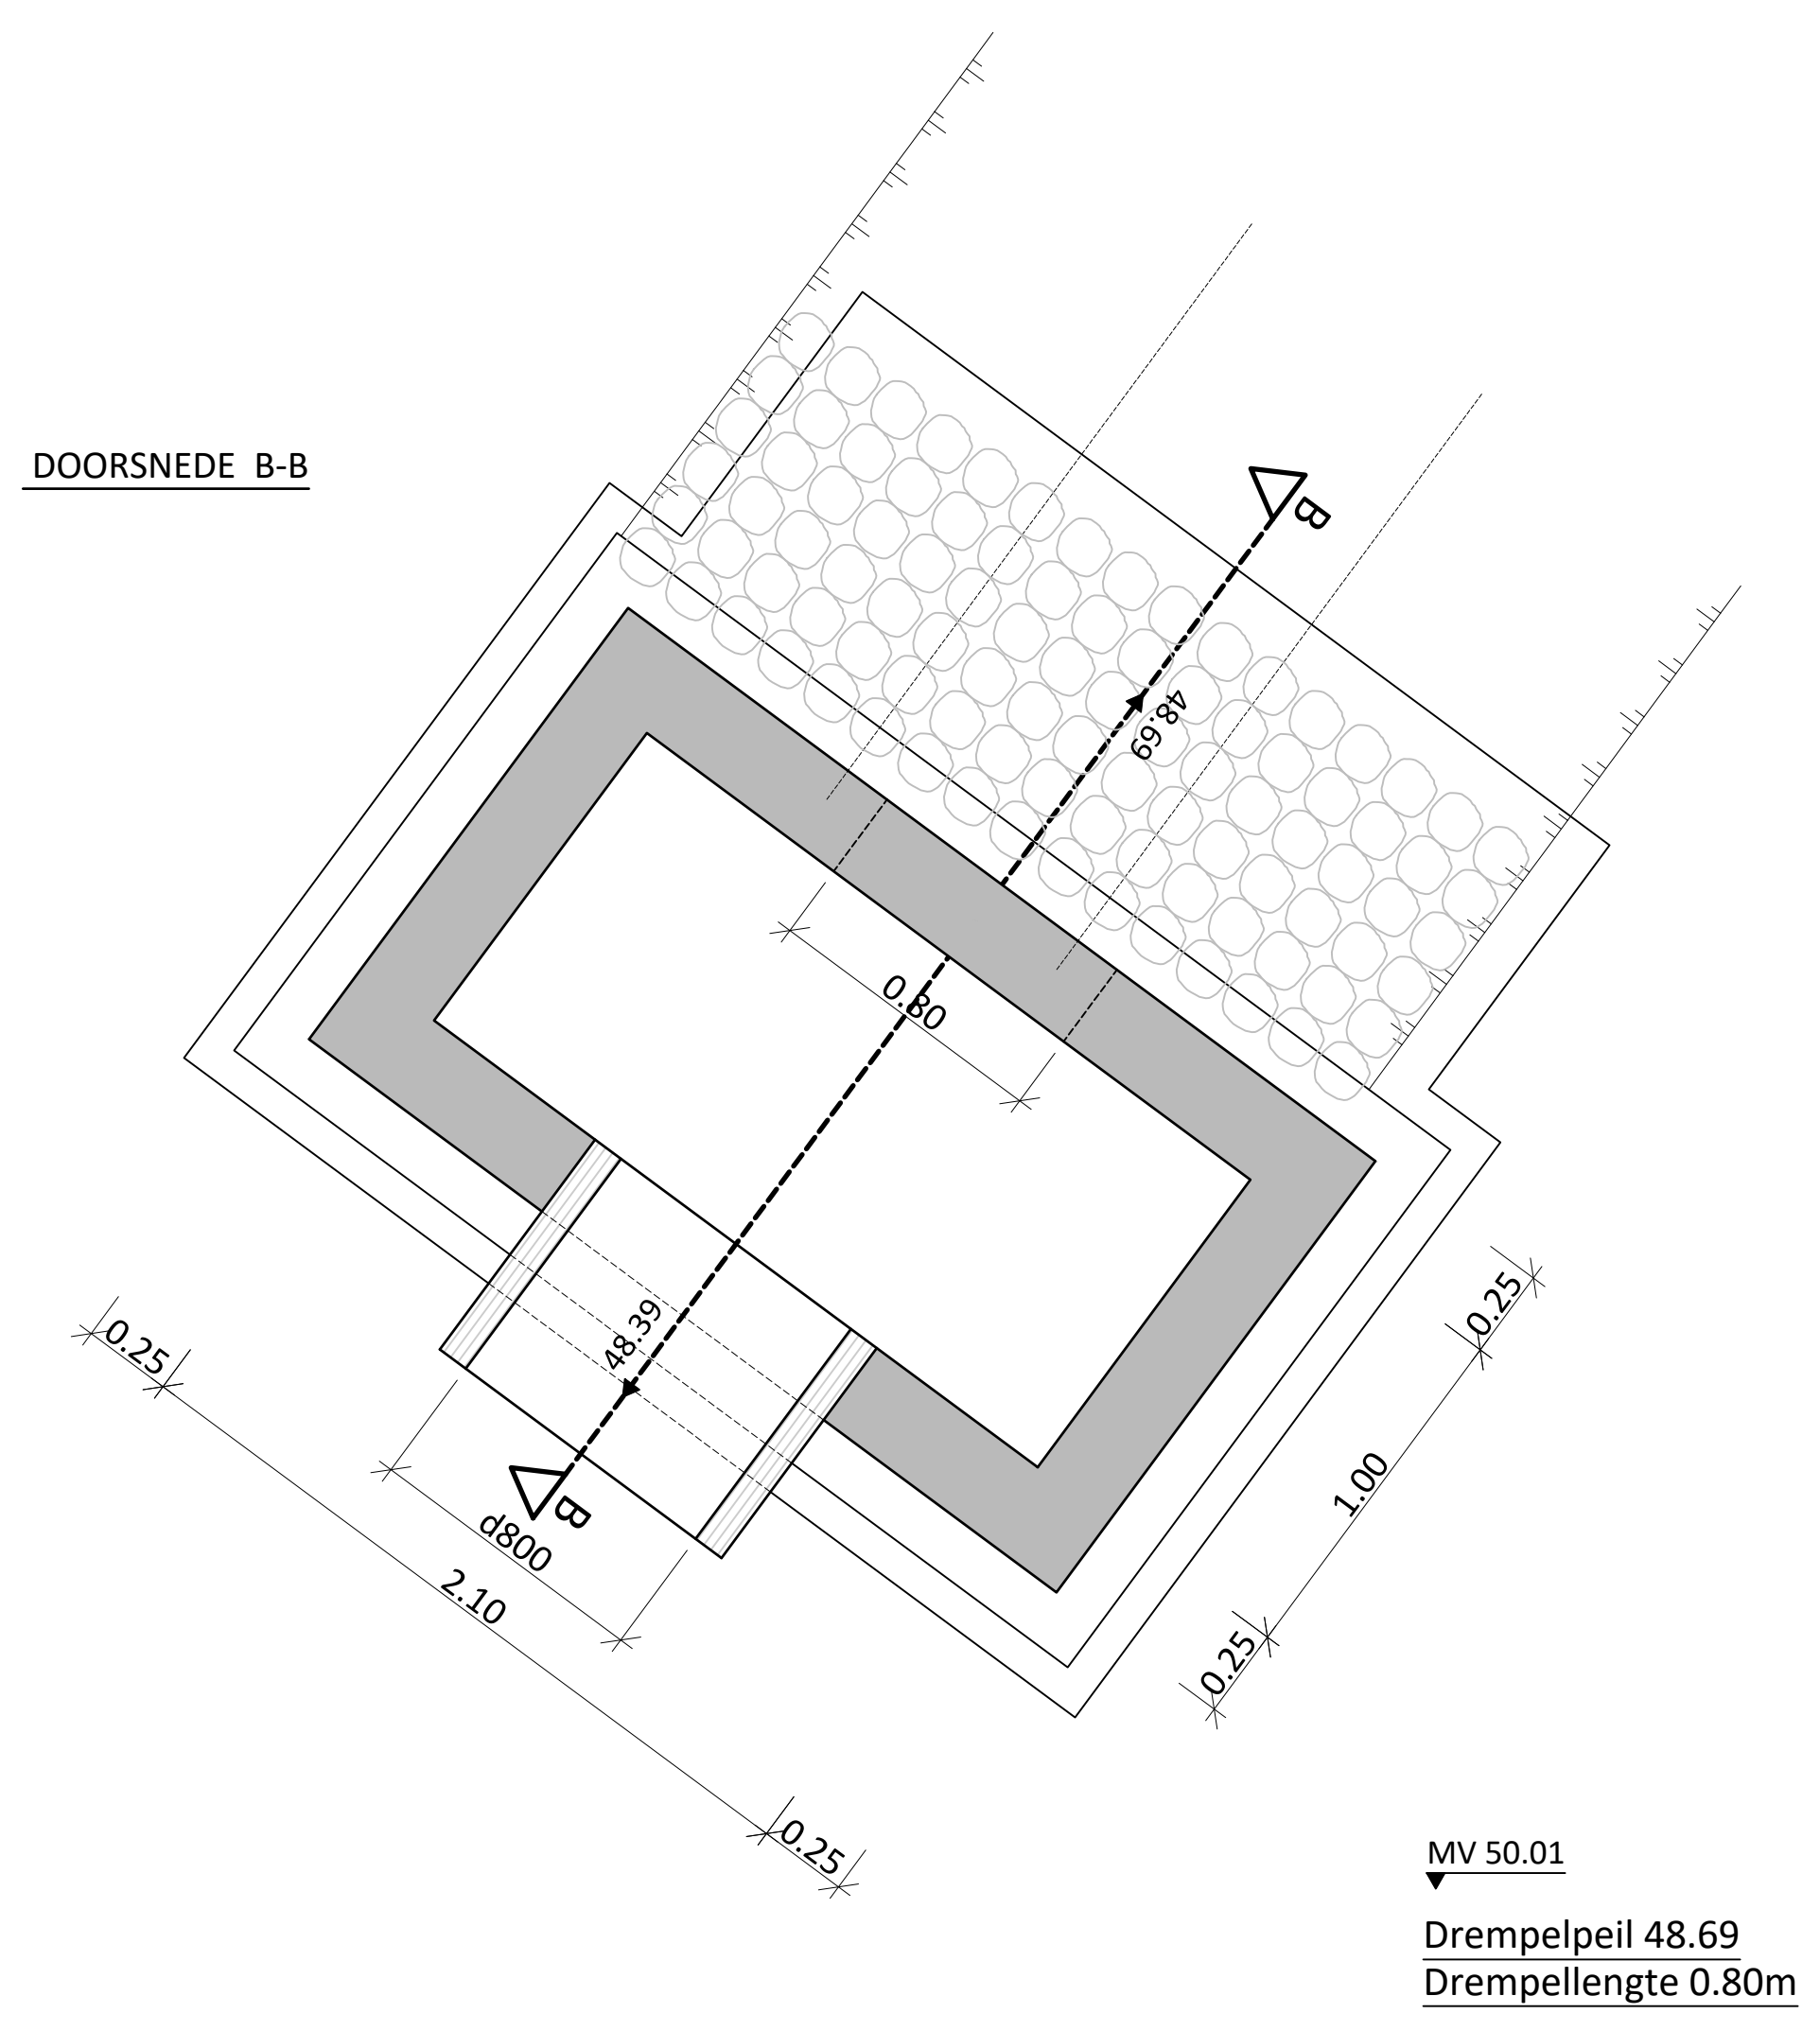 DOORSNEDE B-B
B
48.69
0.80
48.39
0.25
0.25
1.00
B
d800
2.10
0.25
0.25
MV 50.01
Drempelpeil 48.69
Drempellengte 0.80m